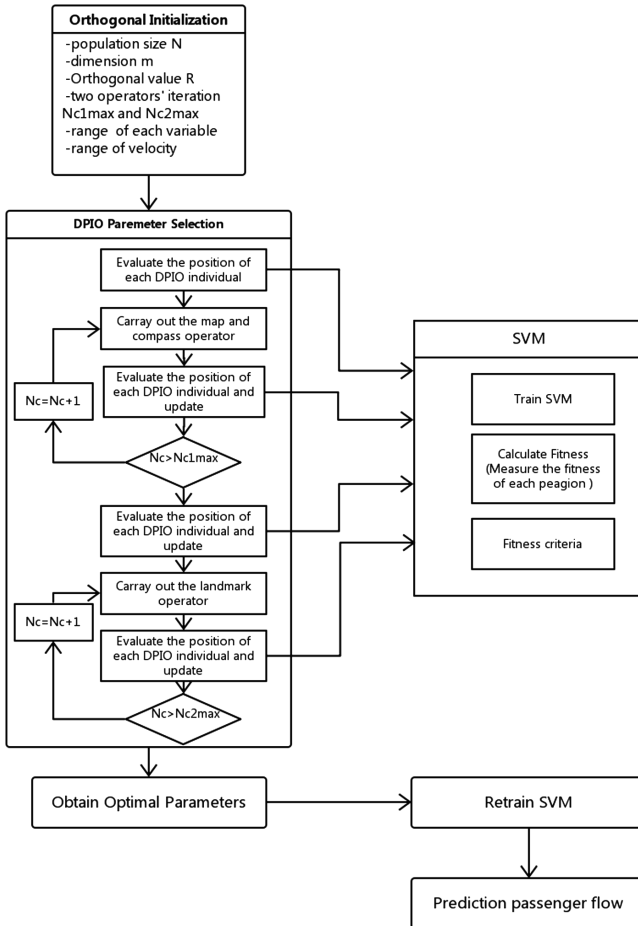 Orthogonal Initialization
-population size N
-dimension m
-Orthogonal value R
-two operators' iteration
Nc1max and Nc2max
-range of each variable
-range of velocity
DPIO Paremeter Selection
Evaluate the position of
each DPIO individual
Carray out the map and
compass operator
Evaluate the position of
each DPIO individual and
update
Nc=Nc+1
Nc>Nc1max
Evaluate the position of
each DPIO individual and
update
Carray out the landmark
operator
Nc=Nc+1
Evaluate the position of
each DPIO individual and
update
Nc>Nc2max
SVM
Train SVM
Calculate Fitness
(Measure the fitness
of each peagion )
Fitness criteria
Obtain Optimal Parameters
Retrain SVM
Prediction passenger flow